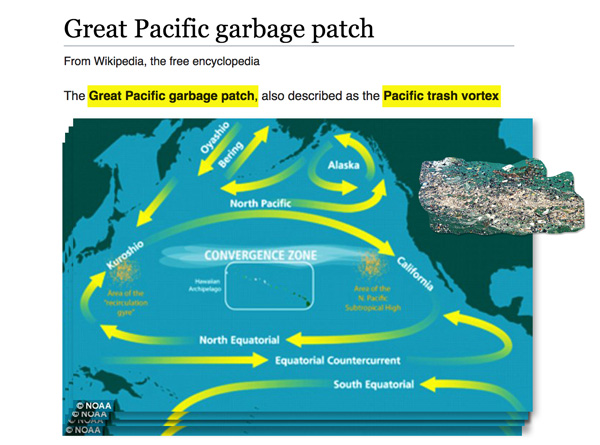 Great Pacific garbage patch
From Wikipedia, the free encyclopedia
The Great Pacific garbage patch, also described as the Pacific trash vortex
Oyashio
Bering
Alaska
North Pacific
Kuroshio
CONVERGENCE ZONE
California
Hawaiian
Archipelago
Area of the
"recirculation
gyre"
Area of the
N. Pacific
Subtropical High
North Equatorial
Equatorial Countercurrent
South Equatorial
© NOAA
© NOAA
© NOAA
© NOAA